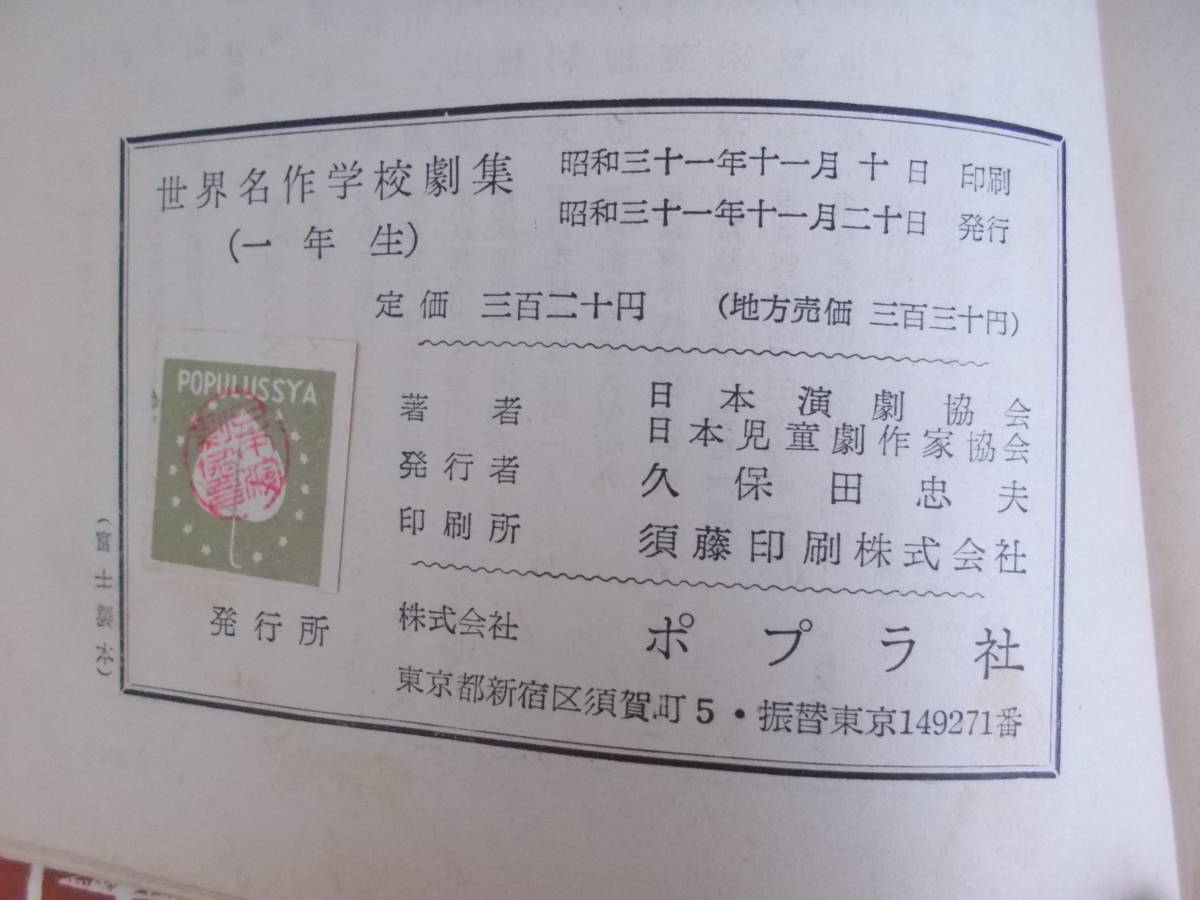 世界名作学校劇集
(一年生)
昭和三十一年十一月十日 印刷
昭和三十一年十一月二十日 発行
定価 三百二十円 (地方売価 三百三十円)
POPULUSSYA
著者 日本演劇協会
日本児童劇作家協会
発行者 久保田忠夫
印刷所 須藤印刷株式会社
発行所 株式会社 ポプラ社
東京都新宿区須賀町5・振替東京149271番
(富士製本)